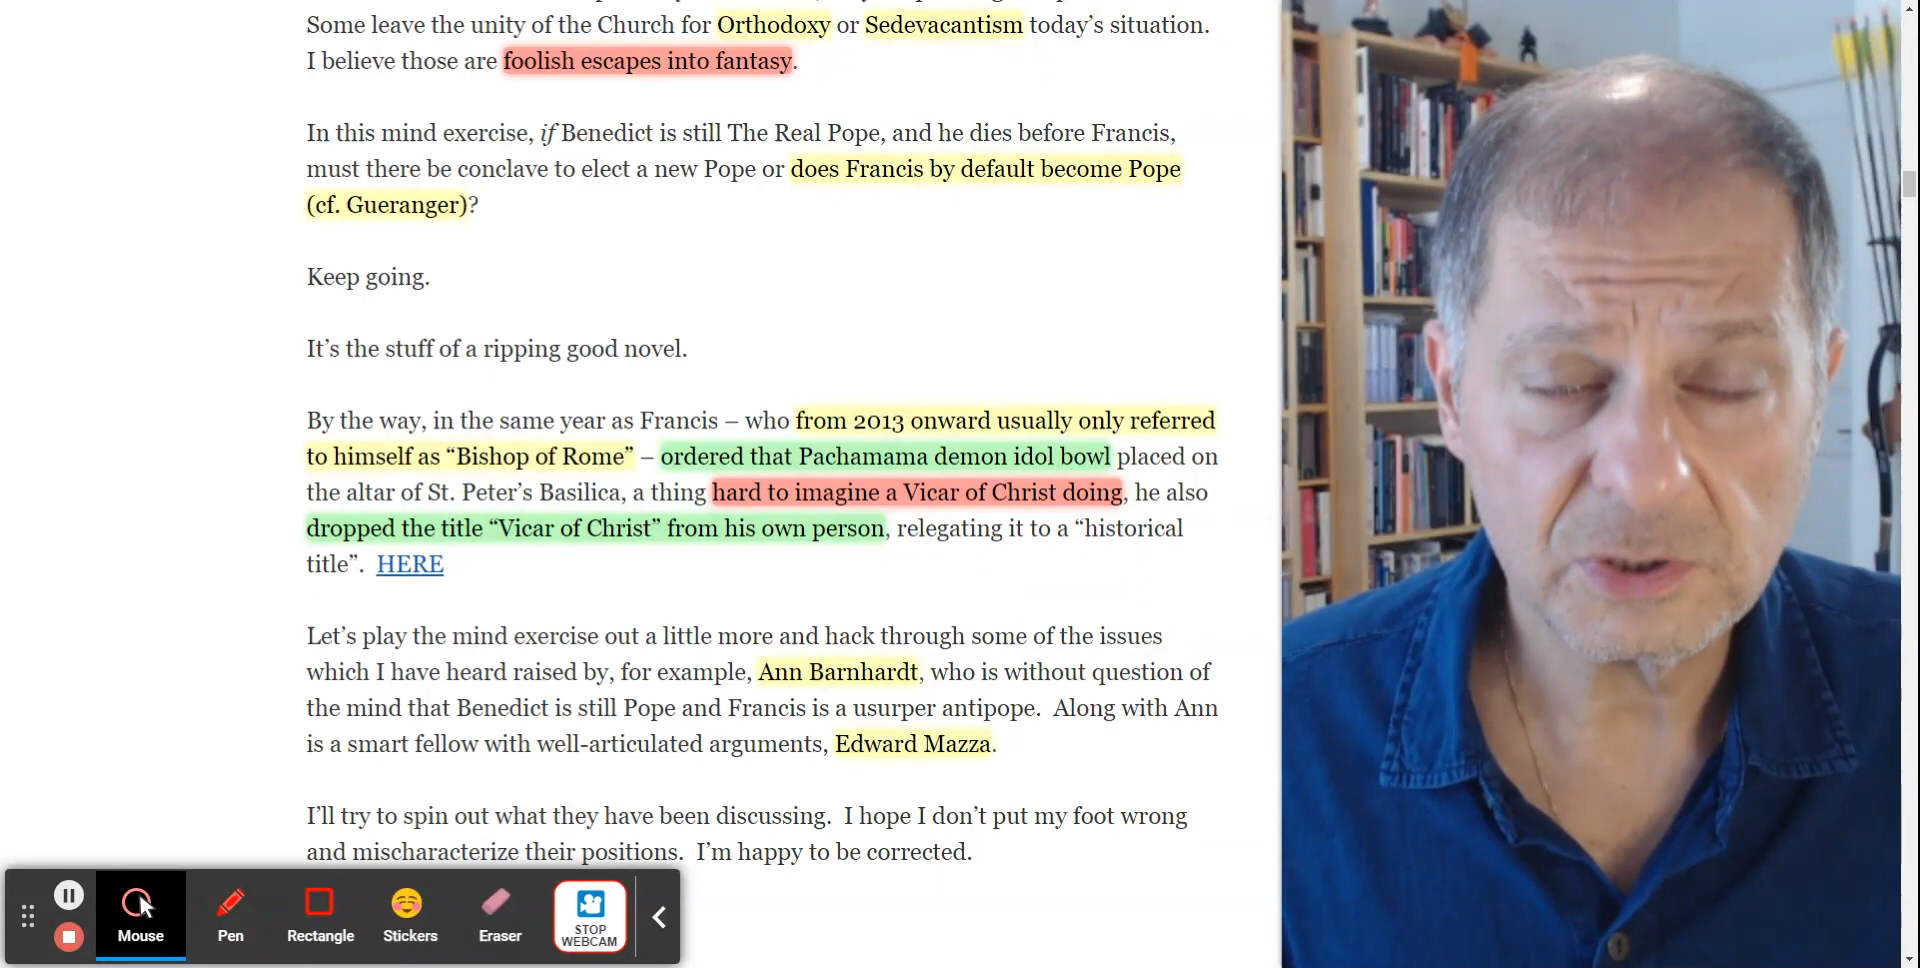 Some leave the unity of the Church for Orthodoxy or Sedevacantism today’s situation.
I believe those are foolish escapes into fantasy.
In this mind exercise, if Benedict is still The Real Pope, and he dies before Francis,
must there be conclave to elect a new Pope or does Francis by default become Pope
(cf. Gueranger)?
Keep going.
It’s the stuff of a ripping good novel.
By the way, in the same year as Francis – who from 2013 onward usually only referred
to himself as “Bishop of Rome” – ordered that Pachamama demon idol bowl placed on
the altar of St. Peter’s Basilica, a thing hard to imagine a Vicar of Christ doing, he also
dropped the title “Vicar of Christ” from his own person, relegating it to a “historical
title”.  HERE
Let’s play the mind exercise out a little more and hack through some of the issues
which I have heard raised by, for example, Ann Barnhardt, who is without question of
the mind that Benedict is still Pope and Francis is a usurper antipope.  Along with Ann
is a smart fellow with well-articulated arguments, Edward Mazza.
I’ll try to spin out what they have been discussing.  I hope I don’t put my foot wrong
and mischaracterize their positions.  I’m happy to be corrected.
Mouse
Pen
Rectangle
Stickers
Eraser
STOP
WEBCAM